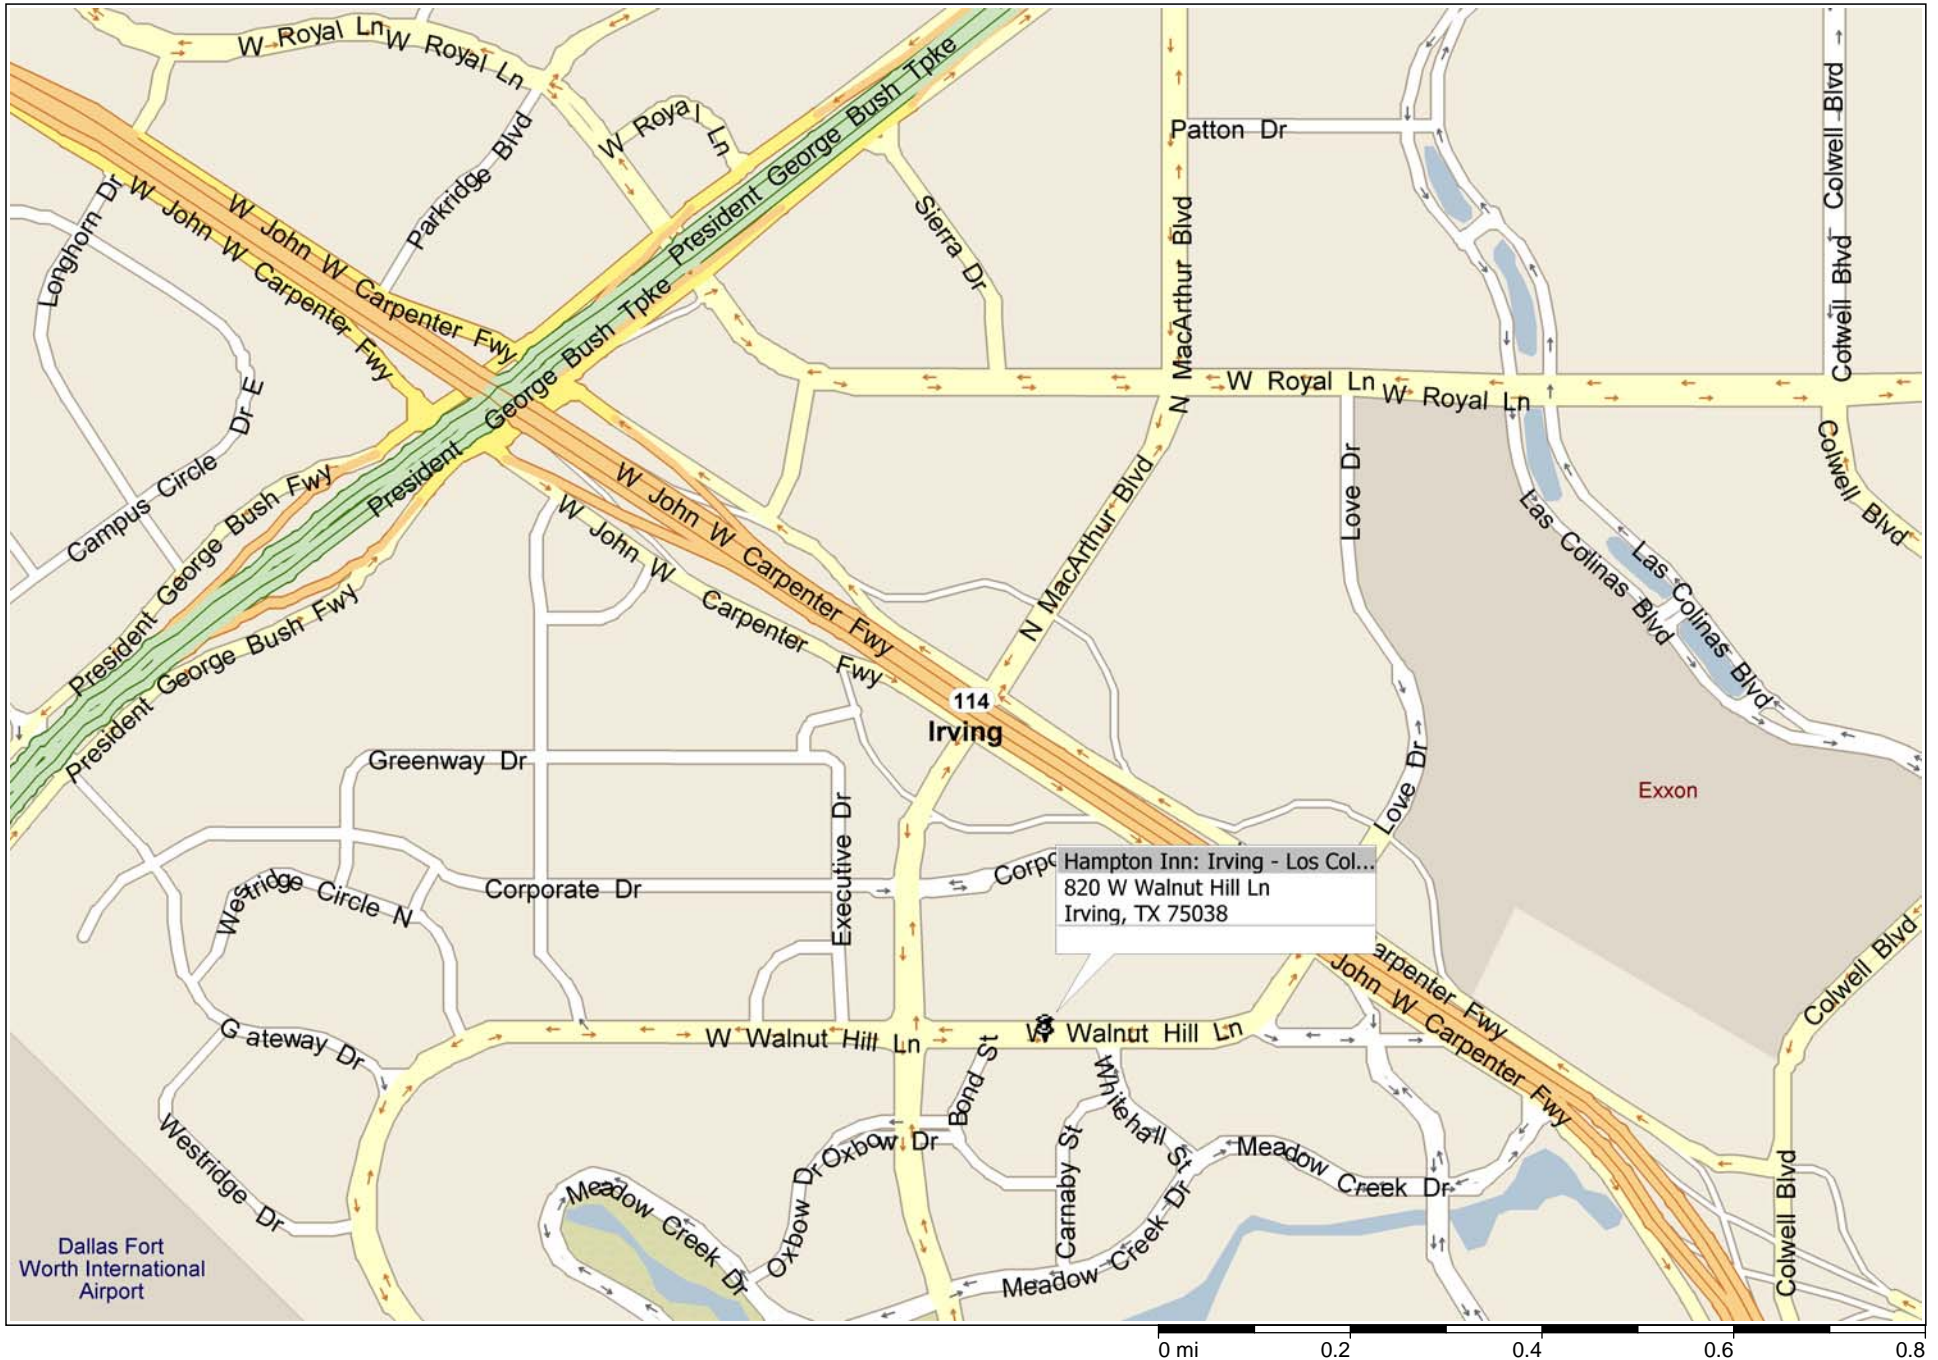 W Royal Ln
W Royal Ln
President George Bush Tpke
Colwell Blvd
W Royal Ln
Patton Dr
Parkridge Blvd
Longhorn Dr
W John W Carpenter Fwy
W John W Carpenter Fwy
Sierra Dr
N MacArthur Blvd
Colwell Blvd
President George Bush Tpke
W Royal Ln
W Royal Ln
Campus Circle Dr E
President George Bush Fwy
W John W Carpenter Fwy
W John W Carpenter Fwy
N MacArthur Blvd
Love Dr
Colwell Blvd
Las Colinas Blvd
Las Colinas Blvd
President George Bush Fwy
114
Irving
Greenway Dr
Love Dr
Exxon
Executive Dr
Westridge Circle N
Corporate Dr
Corpo
Hampton Inn: Irving - Los Col...
820 W Walnut Hill Ln
Irving, TX 75038
arpenter Fwy
John W Carpenter Fwy
Colwell Blvd
Gateway Dr
W Walnut Hill Ln
W Walnut Hill Ln
Bond St
Whitehall St
Westridge Dr
Oxbow Dr
Oxbow Dr
Carnaby St
Meadow Creek Dr
Meadow Creek Dr
Meadow Creek Dr
Colwell Blvd
Dallas Fort
Worth International
Airport
0 mi 0.2 0.4 0.6 0.8